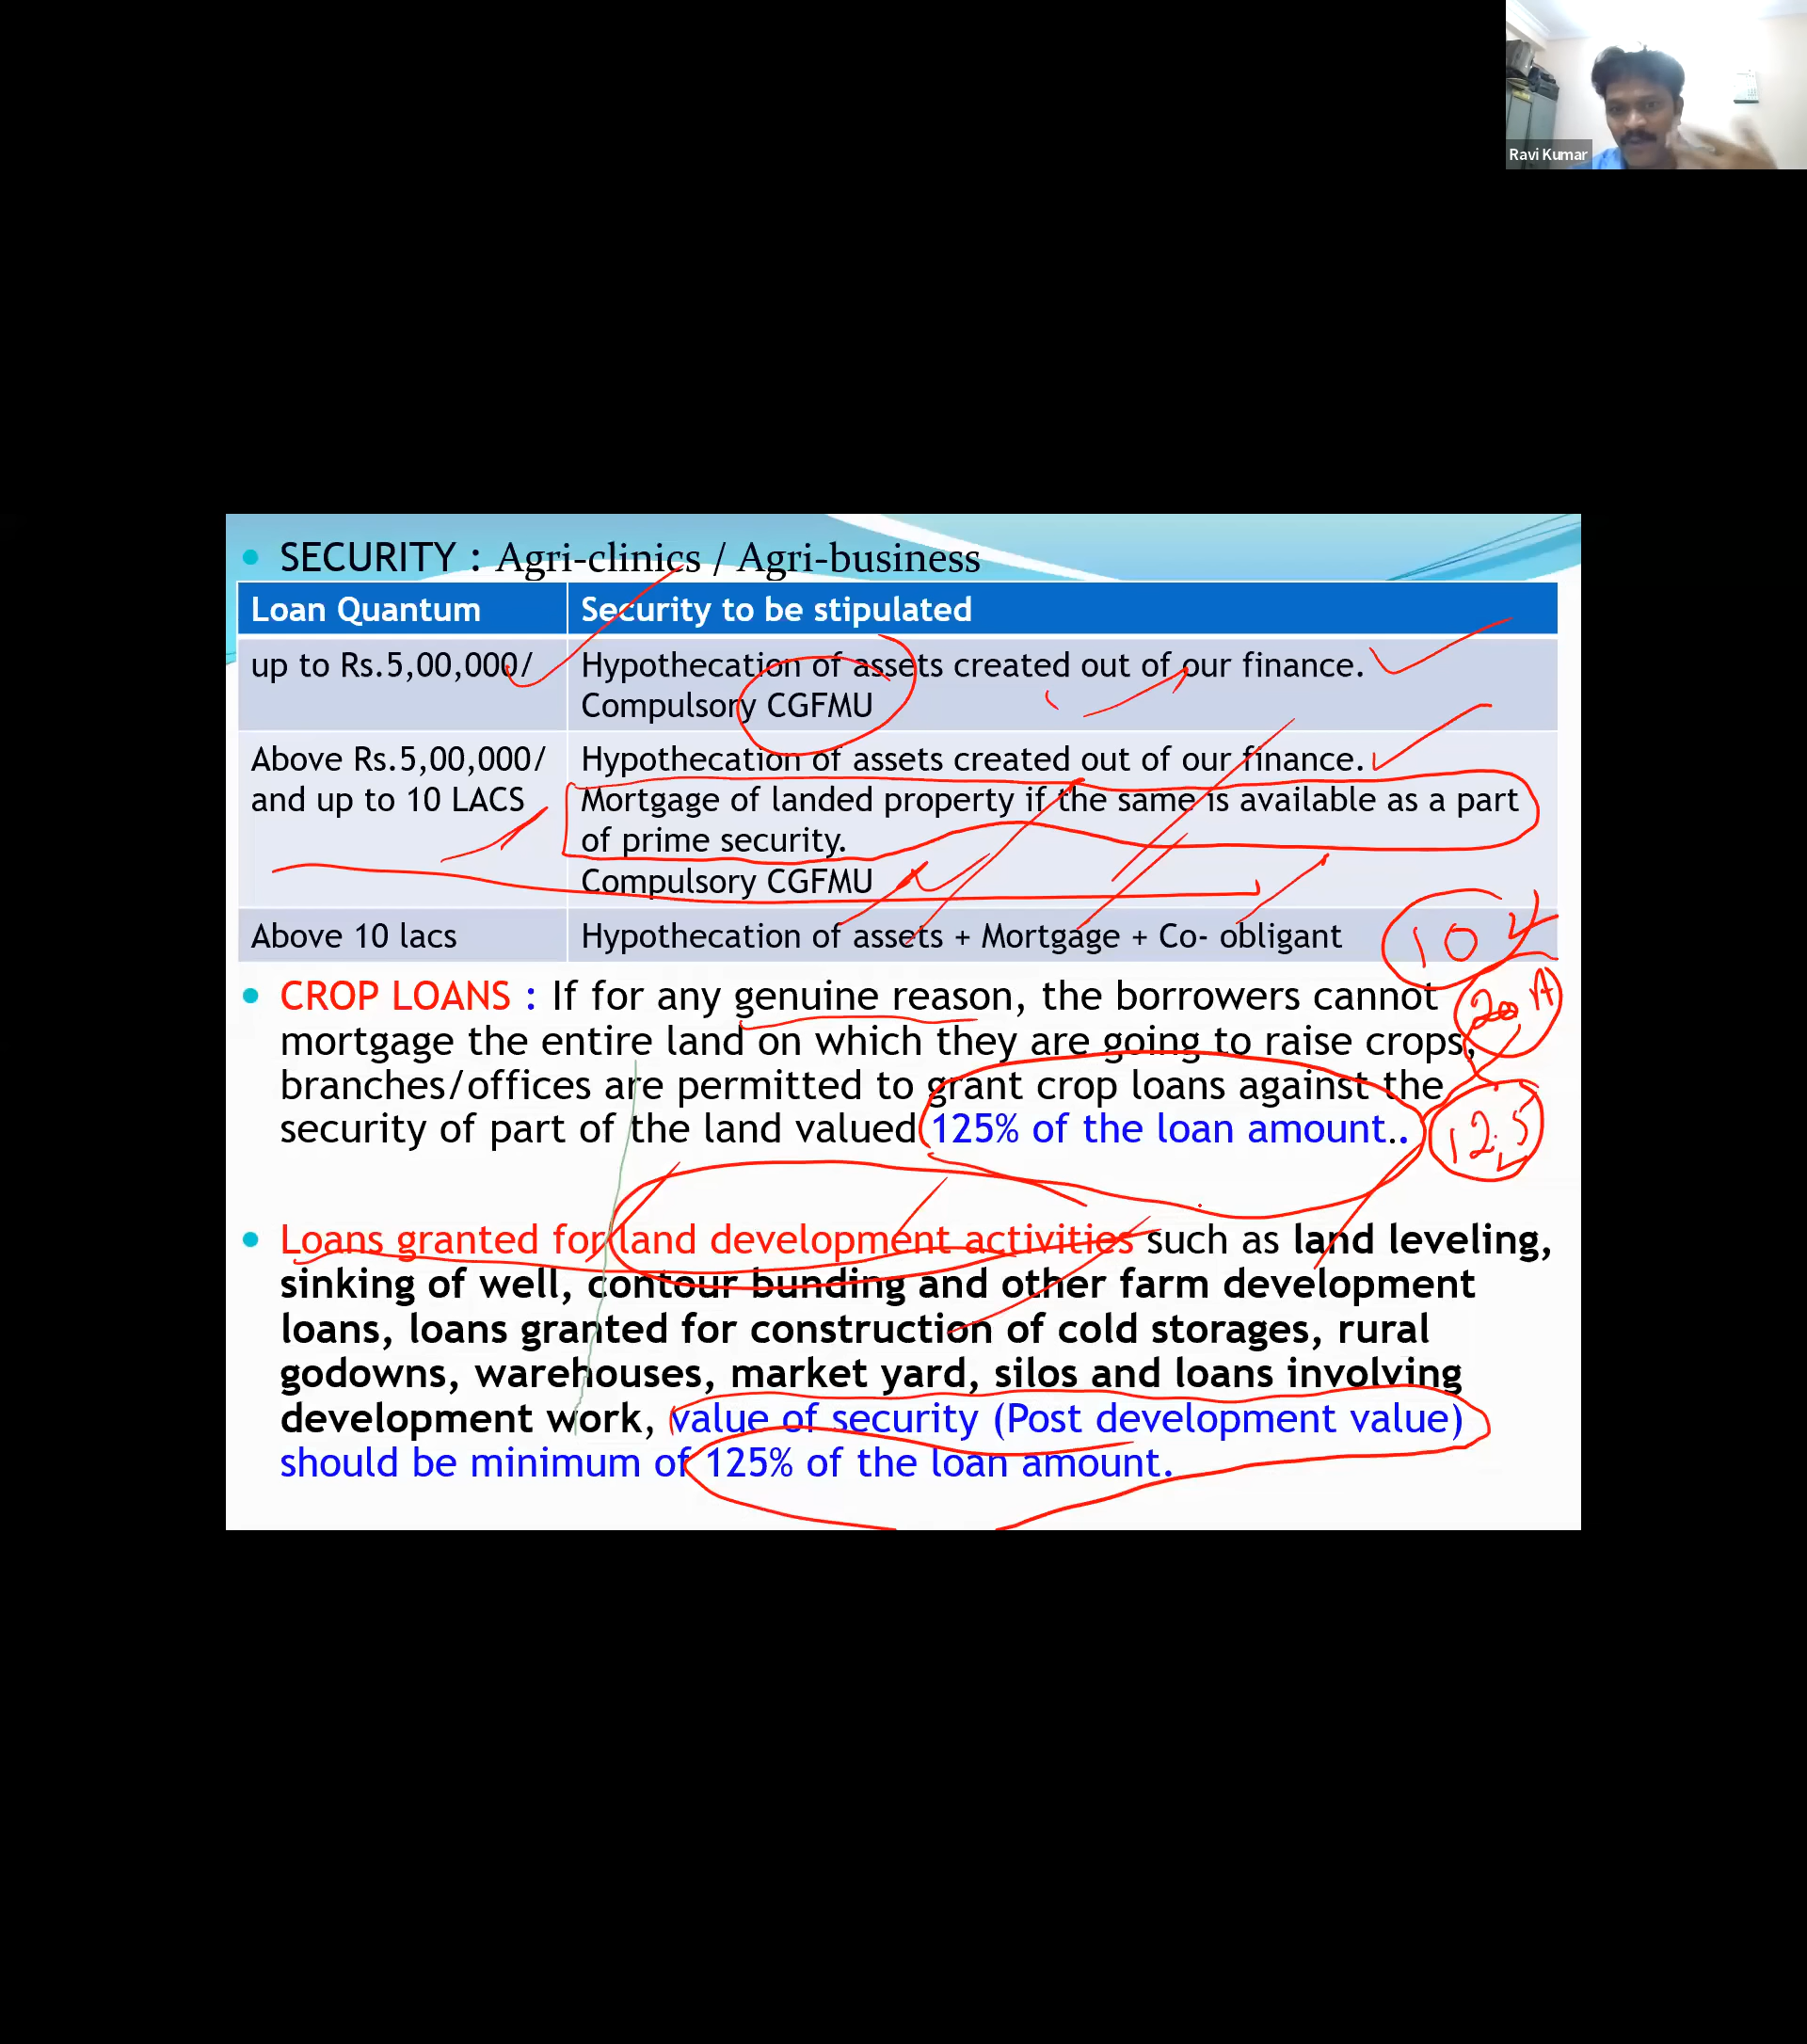 Ravi Kumar
• SECURITY : Agri-clinics / Agri-business
Loan Quantum Security to be stipulated
up to Rs.5,00,000/ Hypothecation of assets created out of our finance.
Compulsory CGFMU
Above Rs.5,00,000/ Hypothecation of assets created out of our finance.
and up to 10 LACS Mortgage of landed property if the same is available as a part
of prime security.
Compulsory CGFMU
Above 10 lacs Hypothecation of assets + Mortgage + Co- obligant
10 L
• CROP LOANS : If for any genuine reason, the borrowers cannot
20 A
mortgage the entire land on which they are going to raise crops,
branches/offices are permitted to grant crop loans against the
security of part of the land valued 125% of the loan amount..
12.5
• Loans granted for land development activities such as land leveling,
sinking of well, contour bunding and other farm development
loans, loans granted for construction of cold storages, rural
godowns, warehouses, market yard, silos and loans involving
development work, value of security (Post development value)
should be minimum of 125% of the loan amount.